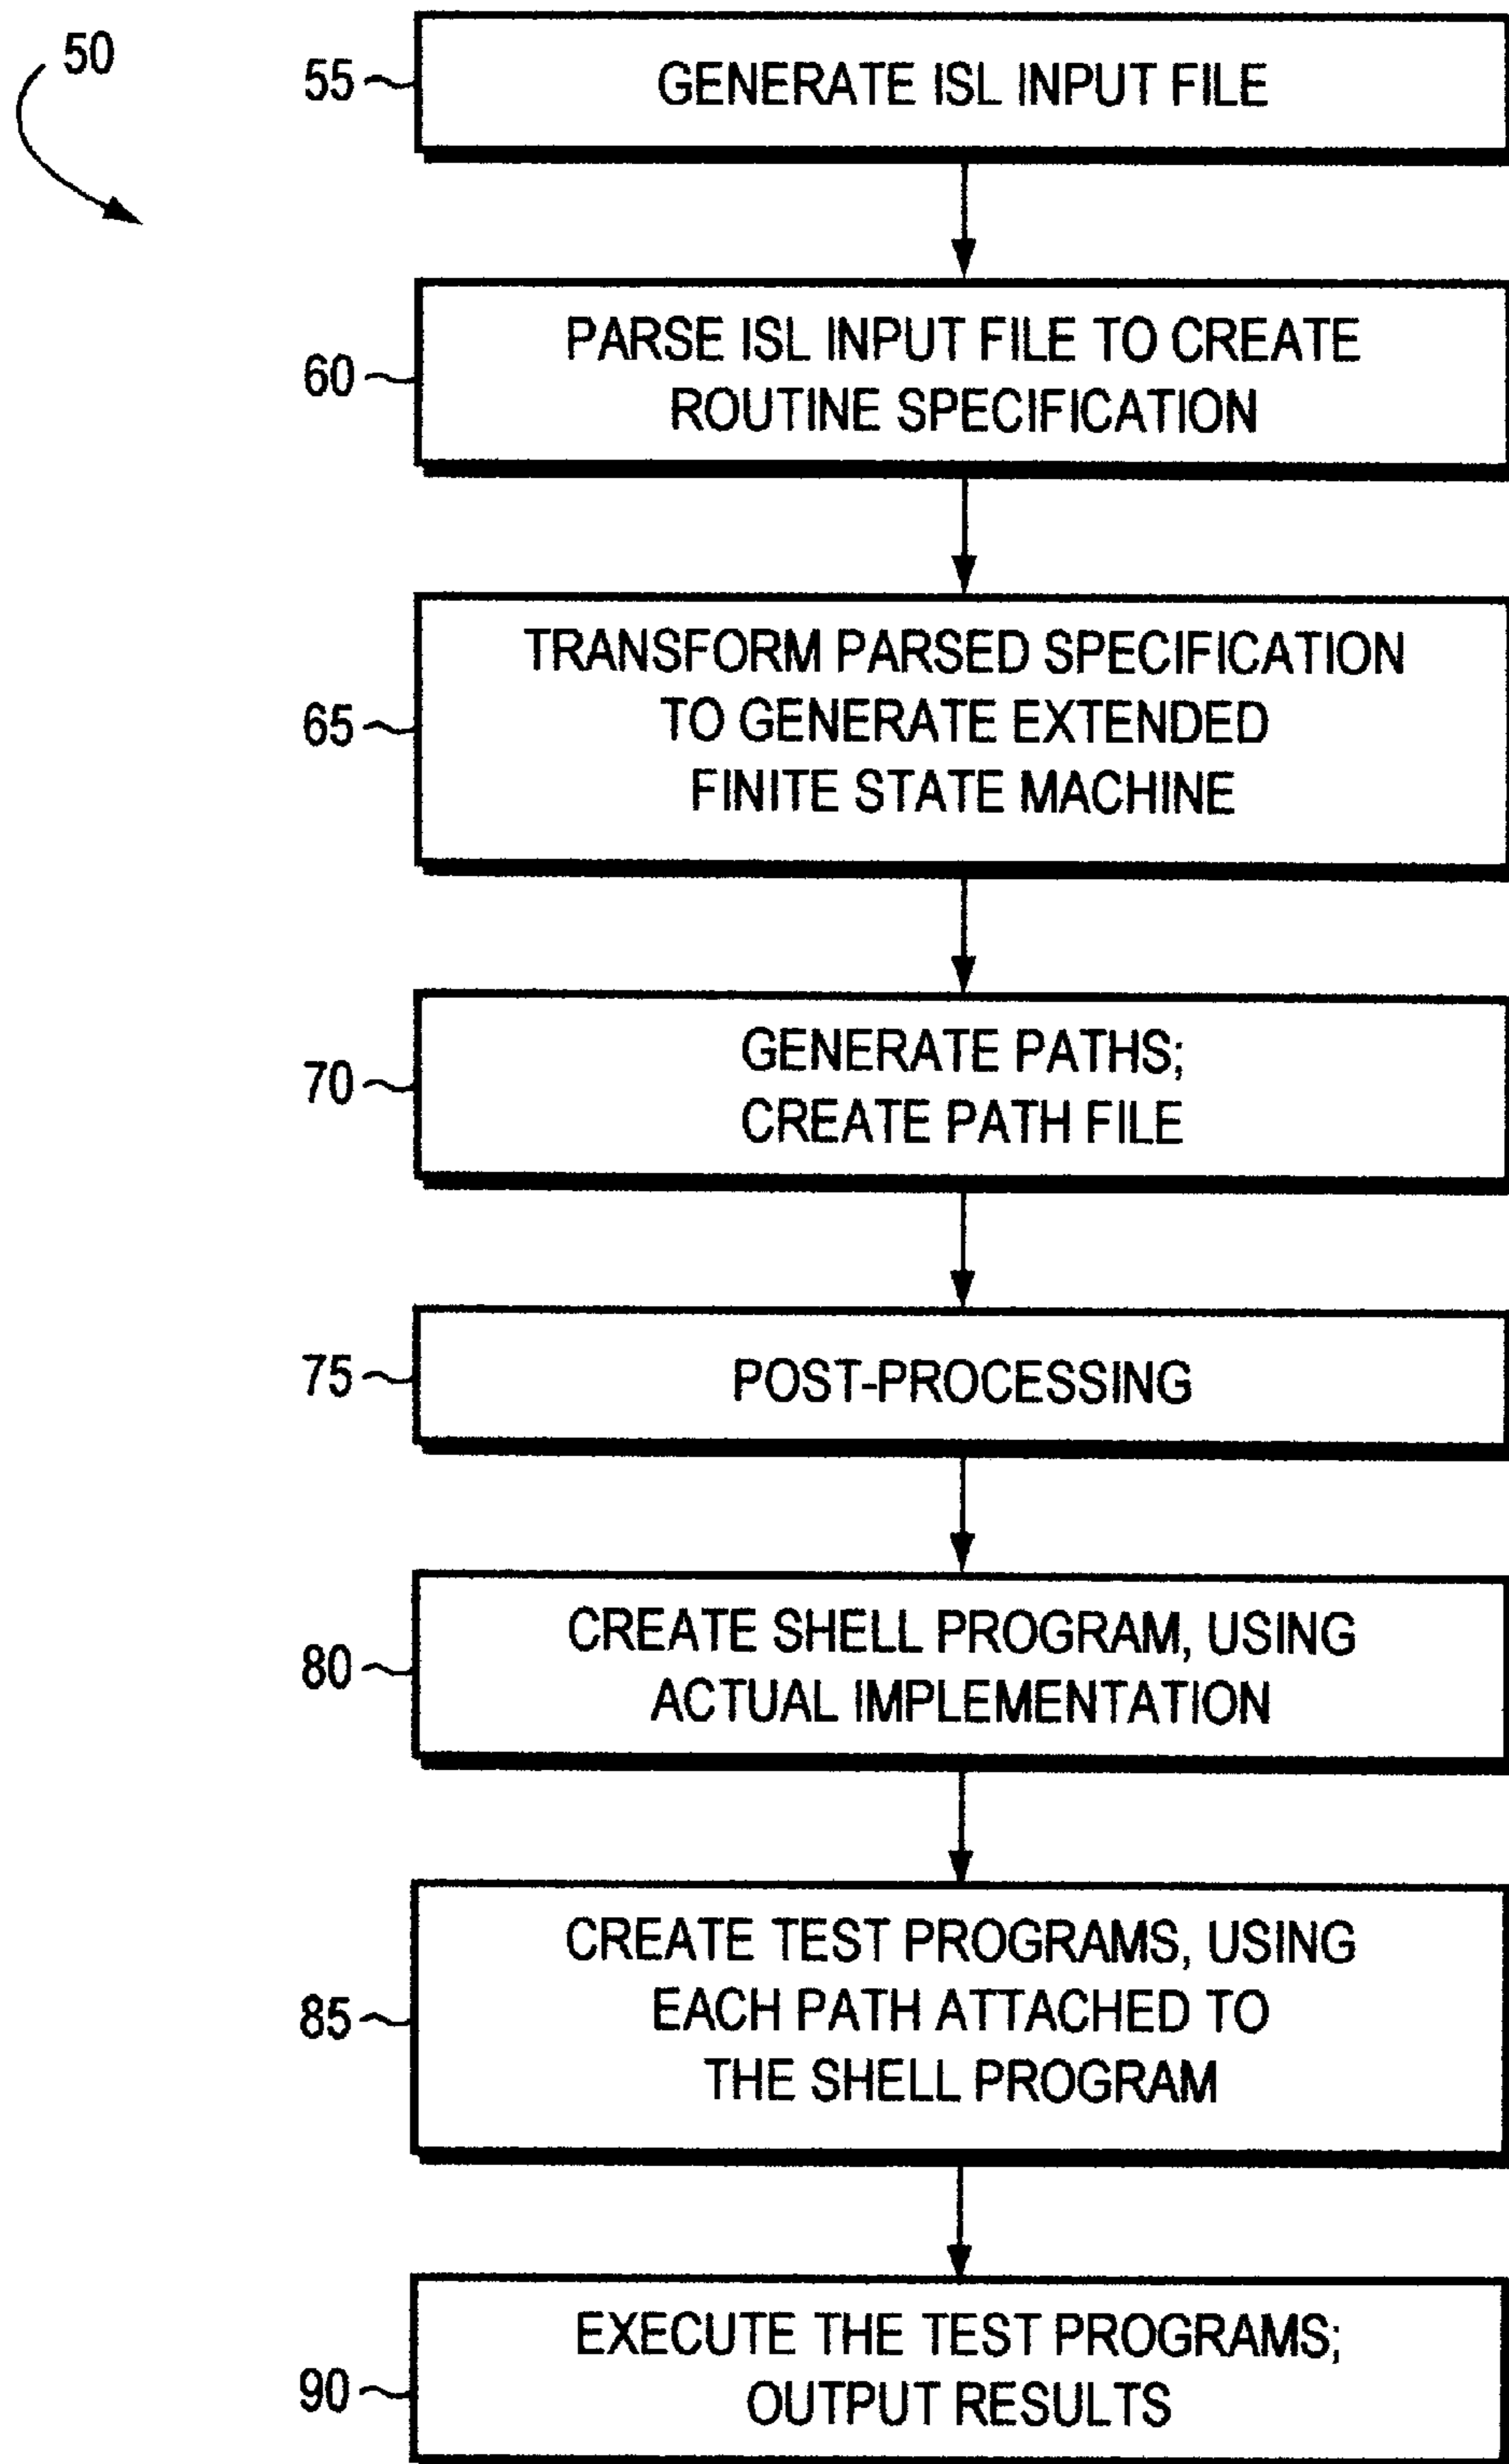 50
55
GENERATE ISL INPUT FILE
60
PARSE ISL INPUT FILE TO CREATE
ROUTINE SPECIFICATION
65
TRANSFORM PARSED SPECIFICATION
TO GENERATE EXTENDED
FINITE STATE MACHINE
70
GENERATE PATHS;
CREATE PATH FILE
75
POST-PROCESSING
80
CREATE SHELL PROGRAM, USING
ACTUAL IMPLEMENTATION
85
CREATE TEST PROGRAMS, USING
EACH PATH ATTACHED TO
THE SHELL PROGRAM
90
EXECUTE THE TEST PROGRAMS;
OUTPUT RESULTS